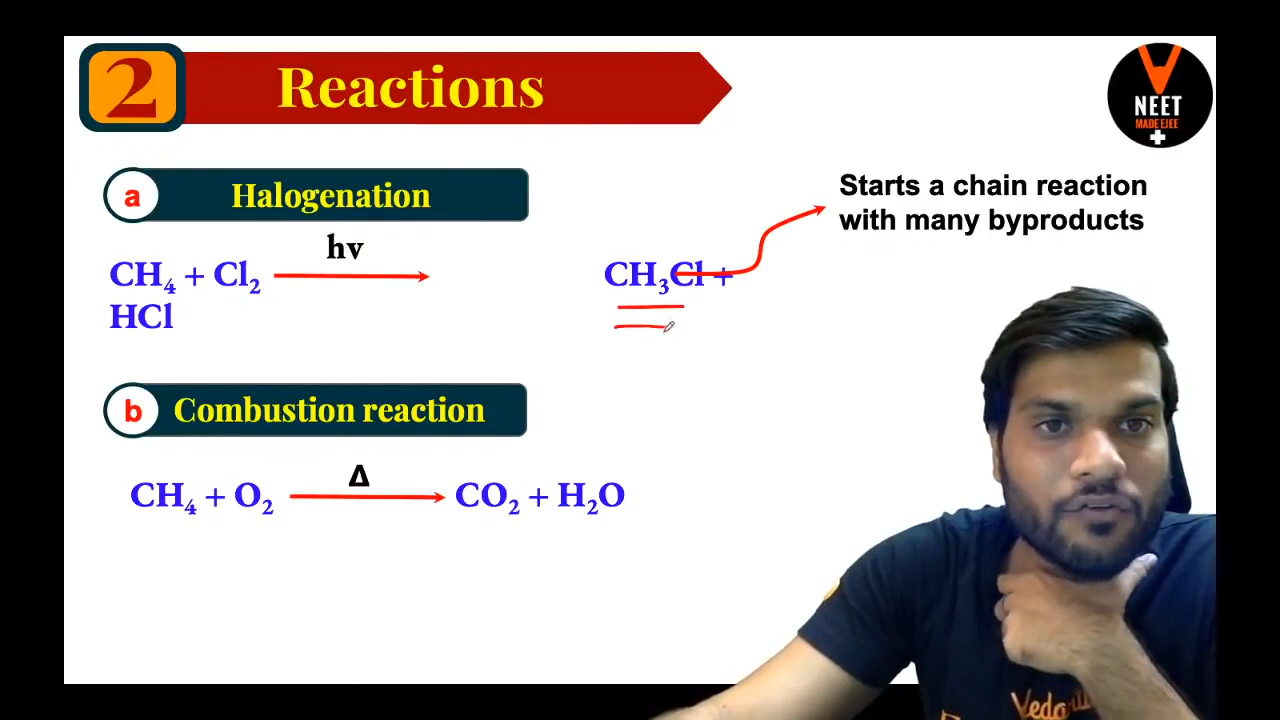 2 Reactions
NEET
MADE EJEE
a Halogenation
Starts a chain reaction
with many byproducts
hv
CH₄ + Cl₂ CH₃Cl +
HCl
b Combustion reaction
Δ
CH₄ + O₂ CO₂ + H₂O